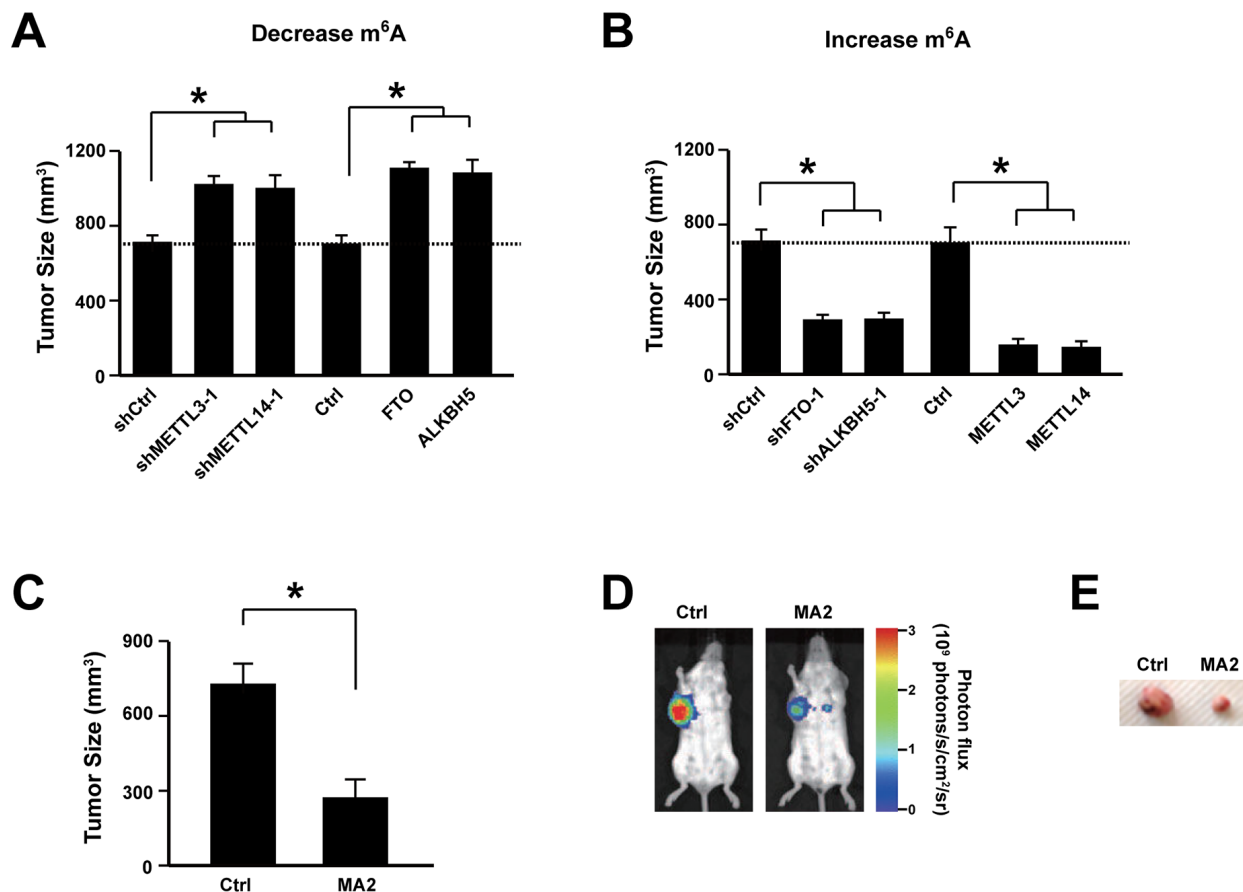 A
Decrease m⁶A
*
*
Tumor Size (mm³)
1200
800
400
0
shCtrl
shMETTL3-1
shMETTL14-1
Ctrl
FTO
ALKBH5
B
Increase m⁶A
*
*
Tumor Size (mm³)
1200
800
400
0
shCtrl
shFTO-1
shALKBH5-1
Ctrl
METTL3
METTL14
C
*
Tumor Size (mm³)
900
600
300
0
Ctrl
MA2
D
Ctrl
MA2
3
2
1
0
Photon flux
(10⁹ photons/s/cm²/sr)
E
Ctrl
MA2